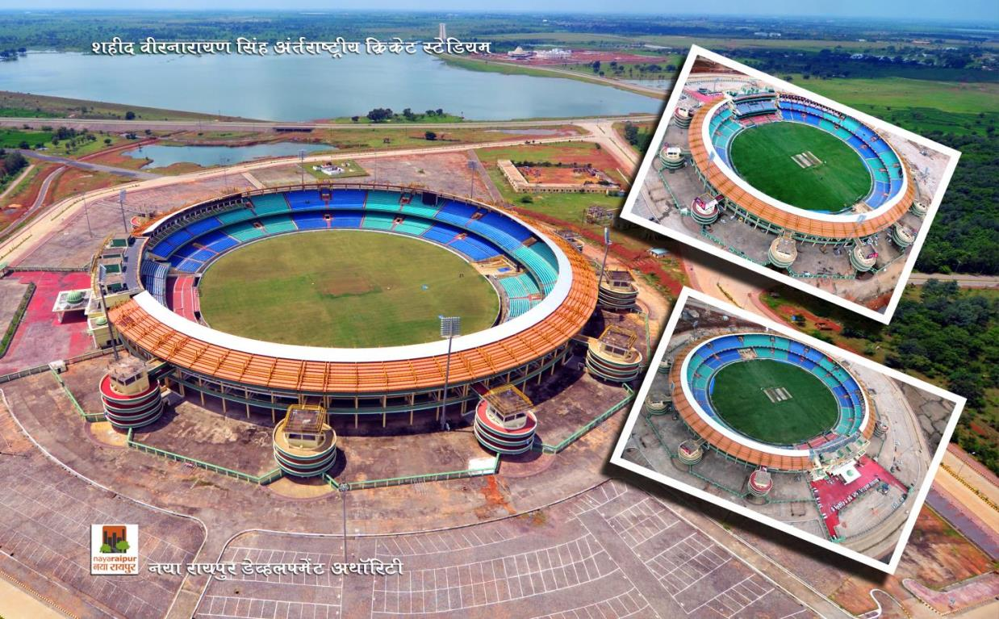 शहीद वीरनारायण सिंह अंर्तराष्ट्रीय क्रिकेट स्टेडियम
nayaraipur
नया रायपुर
नया रायपुर डेव्हलपमेंट अथॉरिटी